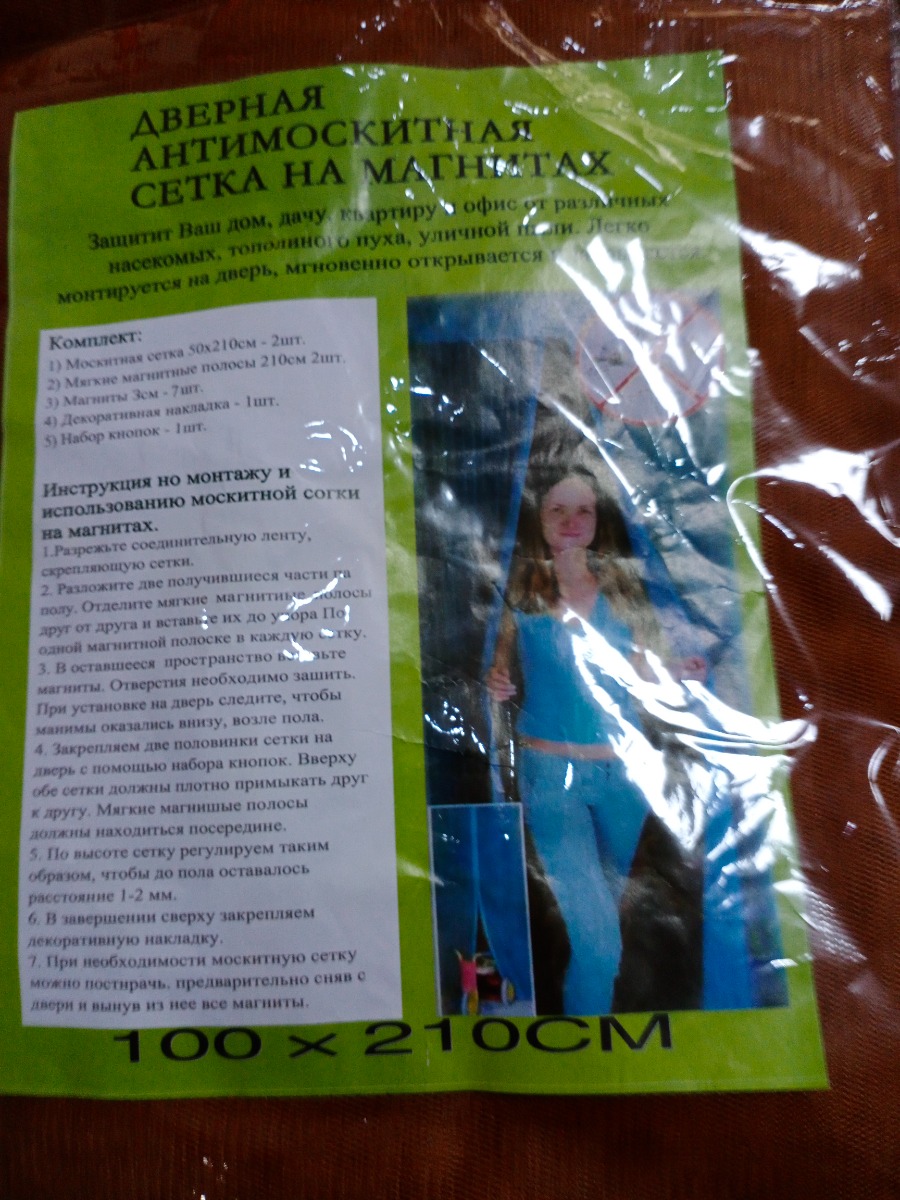 ДВЕРНАЯ
АНТИМОСКИТНАЯ
СЕТКА НА МАГНИТАХ
Защитит Ваш дом, дачу, квартиру и офис от различных
насекомых, тополиного пуха, уличной пыли. Легко
монтируется на дверь, мгновенно открывается
Комплект:
1) Москитная сетка 50х210см - 2шт.
2) Мягкие магнитные полосы 210см 2шт.
3) Магниты 3см - 7шт.
4) Декоративная накладка - 1шт.
5) Набор кнопок - 1шт.
Инструкция но монтажу и
использованию москитной согки
на магнитах.
1.Разрежьте соединительную ленту,
скрепляющую сетки.
2. Разложите две получившиеся части на
полу. Отделите мягкие магнитные полосы
друг от друга и вставьте их до упора По
одной магнитной полоске в каждую сетку.
3. В оставшееся пространство вставьте
магниты. Отверстия необходимо зашить.
При установке на дверь следите, чтобы
манимы оказались внизу, возле пола.
4. Закрепляем две половинки сетки на
дверь с помощью набора кнопок. Вверху
обе сетки должны плотно примыкать друг
к другу. Мягкие магнишые полосы
должны находиться посередине.
5. По высоте сетку регулируем таким
образом, чтобы до пола оставалось
расстояние 1-2 мм.
6. В завершении сверху закрепляем
декоративную накладку.
7. При необходимости москитную сетку
можно постирачь. предварительно сняв с
двери и вынув из нее все магниты.
100 × 210СМ